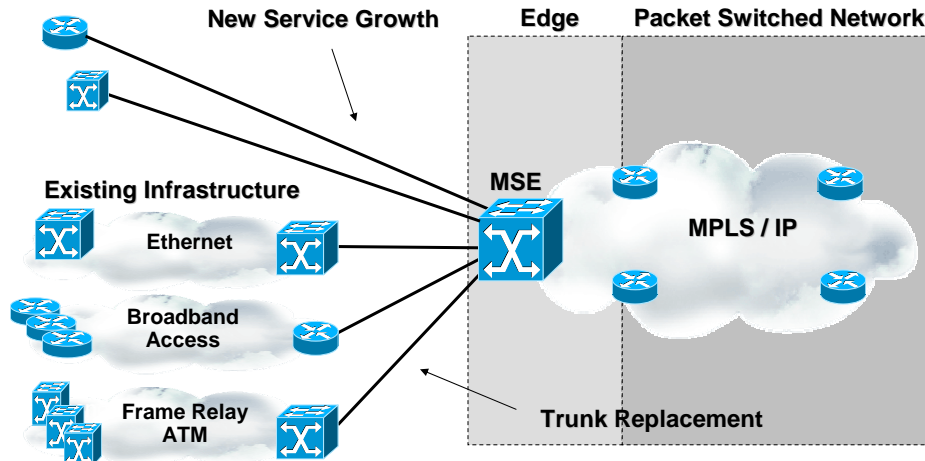 New Service Growth
Edge
Packet Switched Network
Existing Infrastructure
MSE
Ethernet
MPLS / IP
Broadband
Access
Frame Relay
ATM
Trunk Replacement